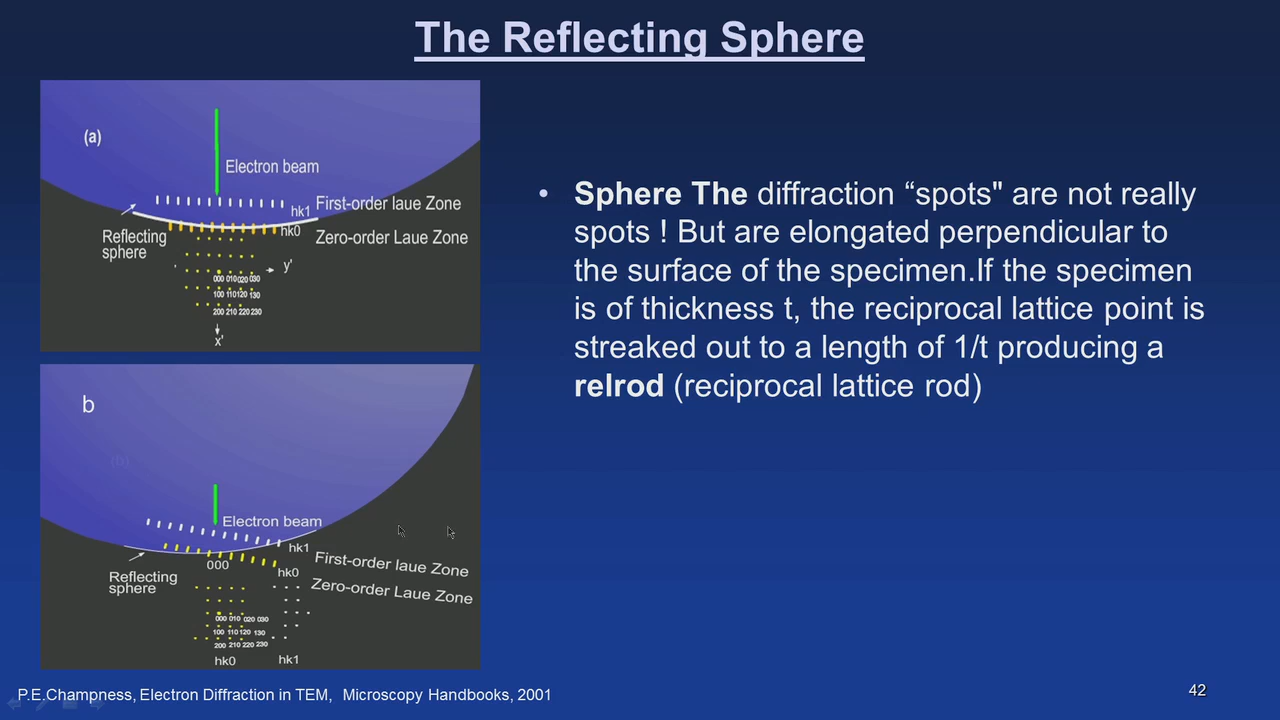 The Reflecting Sphere
(a)
Electron beam
First-order laue Zone
hk1
hk0
Zero-order Laue Zone
Reflecting
sphere
y'
000 010 020 030
100 110 120 130
200 210 220 230
x'
b
(b)
Electron beam
hk1
First-order laue Zone
000
hk0
Reflecting
sphere
Zero-order Laue Zone
000 010 020 030
100 110 120 130
200 210 220 230
hk0 hk1
• Sphere The diffraction “spots" are not really
spots ! But are elongated perpendicular to
the surface of the specimen.If the specimen
is of thickness t, the reciprocal lattice point is
streaked out to a length of 1/t producing a
relrod (reciprocal lattice rod)
P.E.Champness, Electron Diffraction in TEM, Microscopy Handbooks, 2001
42